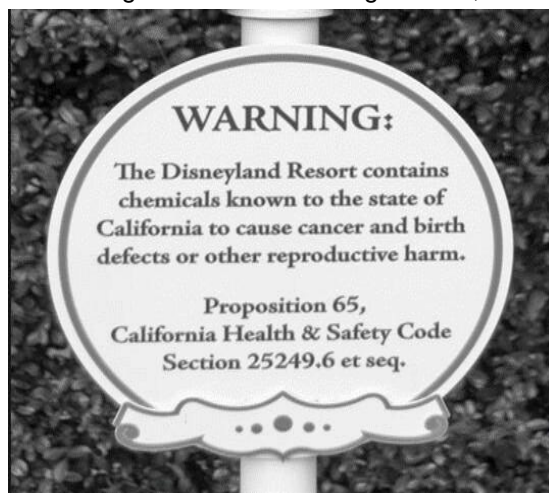 WARNING:
The Disneyland Resort contains
chemicals known to the state of
California to cause cancer and birth
defects or other reproductive harm.
Proposition 65,
California Health & Safety Code
Section 25249.6 et seq.